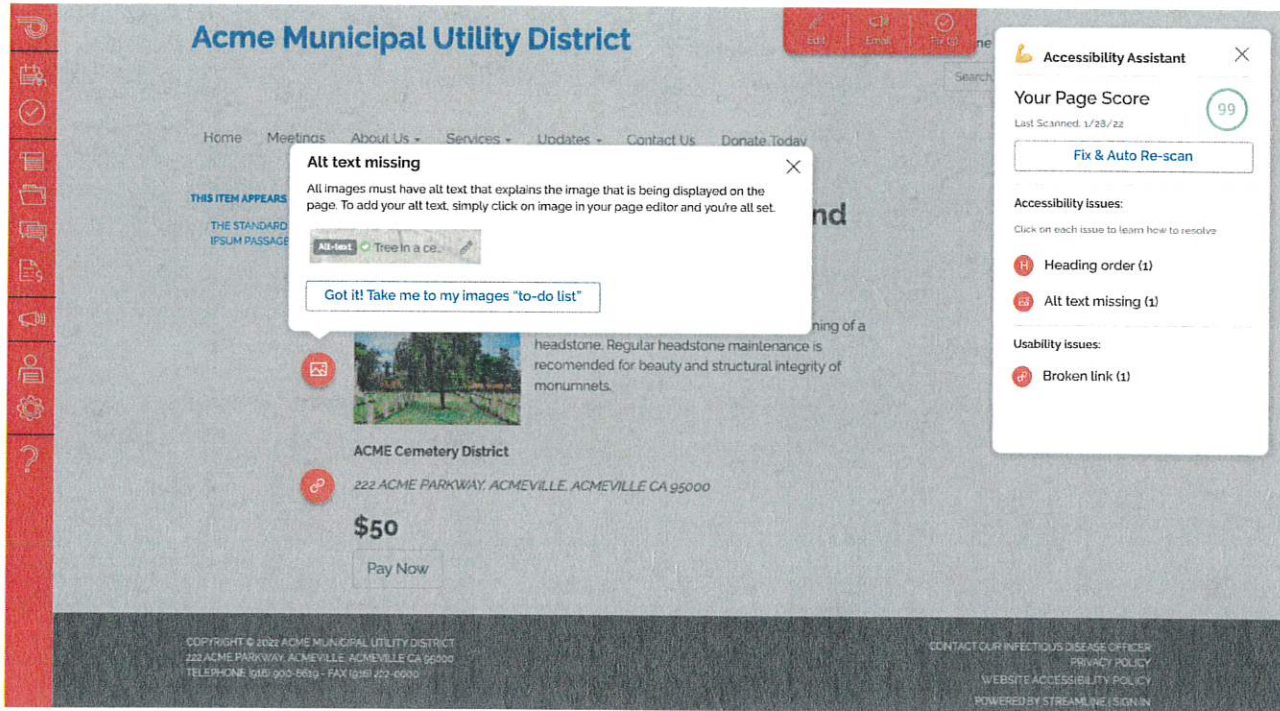 Acme Municipal Utility District
Edit
Email
Search
Home Meetings About Us Services Updates Contact Us Donate Today
THIS ITEM APPEARS
THE STANDARD
IPSUM PASSAGE
nd
Alt text missing
All images must have alt text that explains the image that is being displayed on the
page. To add your alt text, simply click on image in your page editor and you're all set.
Alt-text Tree in a ce..
Got it! Take me to my images "to-do list"
ning of a
headstone. Regular headstone maintenance is
recomended for beauty and structural integrity of
monumnets.
ACME Cemetery District
222 ACME PARKWAY, ACMEVILLE, ACMEVILLE CA 95000
$50
Pay Now
Accessibility Assistant
Your Page Score
99
Last Scanned: 1/28/22
Fix & Auto Re-scan
Accessibility issues:
Click on each issue to learn how to resolve
H Heading order (1)
Alt text missing (1)
Usability issues:
Broken link (1)
COPYRIGHT © 2022 ACME MUNICIPAL UTILITY DISTRICT
222 ACME PARKWAY, ACMEVILLE, ACMEVILLE CA 95000
TELEPHONE (916) 900-6619 - FAX (916) 202-0000
CONTACT OUR INFECTIOUS DISEASE OFFICER
PRIVACY POLICY
WEBSITE ACCESSIBILITY POLICY
POWERED BY STREAMLINE | SIGN IN